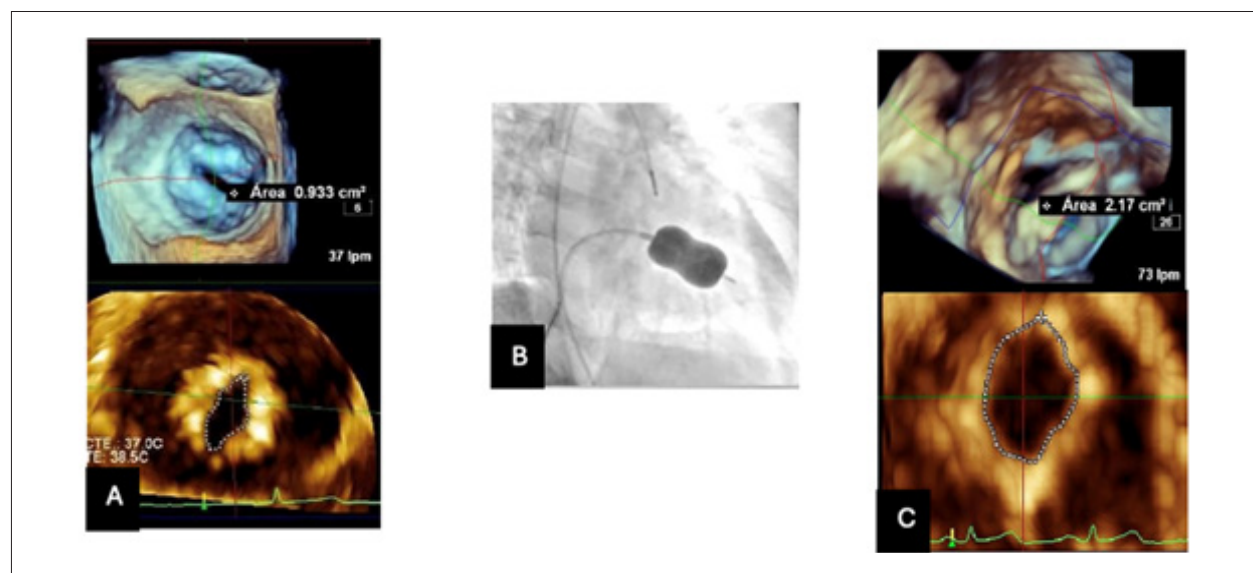 Área 0.933 cm²
6
37 lpm
CTE.: 37.0C
TE: 38.5C
A
B
Área 2.17 cm²
26
73 lpm
C